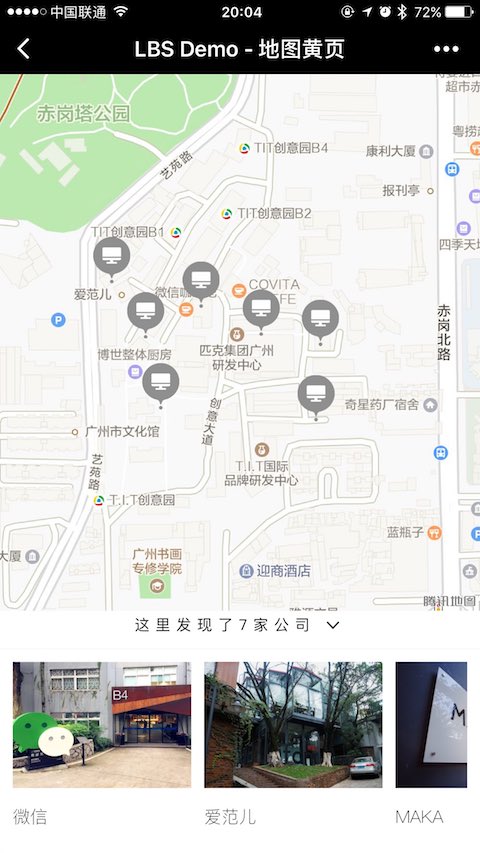 中国联通
20:04
72%
LBS Demo - 地图黄页
超市赤
赤岗塔公园
粤捞
TIT创意园B4
康利大厦
艺苑路
报刊亭
TIT创意园B2
TIT创意园B1
四季天地
COVITA
爱范儿
赤岗北路
匹克集团广州
研发中心
博世整体厨房
奇星药厂宿舍
创意大道
广州市文化馆
艺苑路
T.I.T国际
品牌研发中心
T.I.T创意园
蓝瓶子
大厦
广州书画
专修学院
迎商酒店
腾讯地图
这里发现了7家公司
B4
M
微信
爱范儿
MAKA